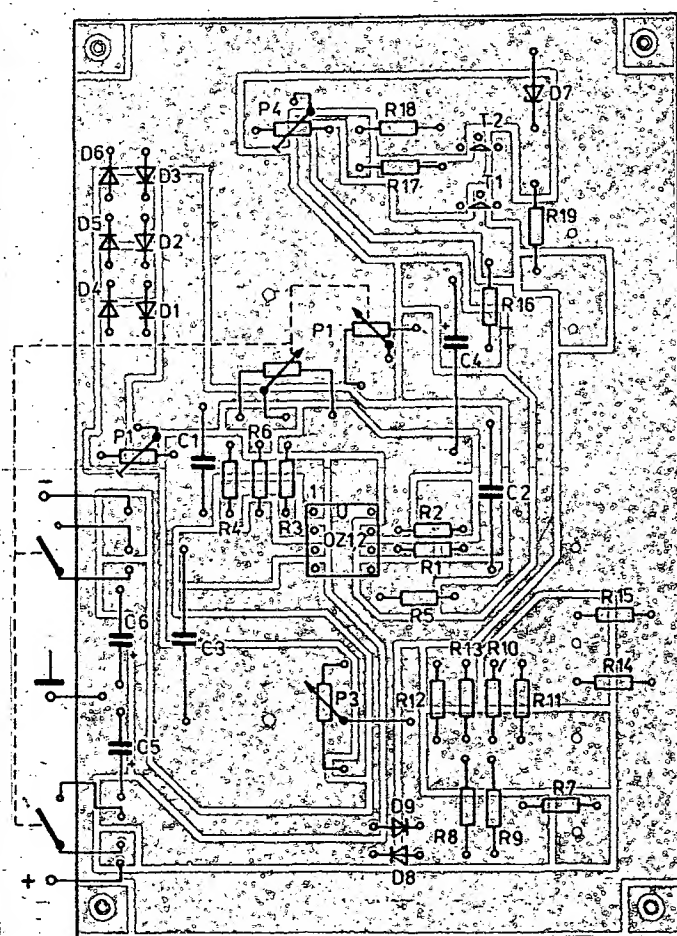 D7
P4 R18
T2
D6 D3
R17
T1
D5 D2
R19
D4 D1
R16
P1
+
C4
P1 C1 R6
-
C2
R4 R3
1
R2
OZ12
R1
R5
R15
C6
+
C3
R13 R10
R14
P3 R12 R11
C5
+
D9
R7
R8 R9
D8
+